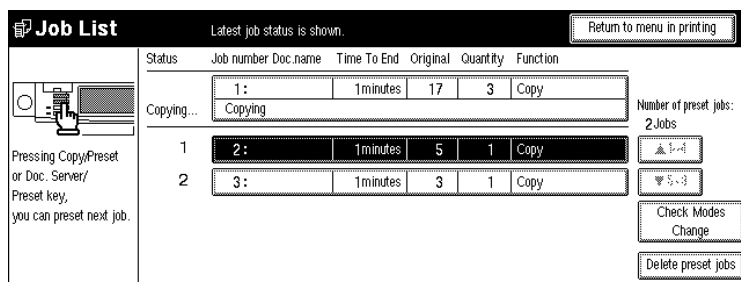 Job List
Latest job status is shown.
Return to menu in printing
Status Job number Doc.name Time To End Original Quantity Function
1: 1minutes 17 3 Copy
Copying... Copying
1 2: 1minutes 5 1 Copy
2 3: 1minutes 3 1 Copy
Pressing Copy/Preset
or Doc. Server/
Preset key,
you can preset next job.
Number of preset jobs:
2Jobs
Check Modes
Change
Delete preset jobs